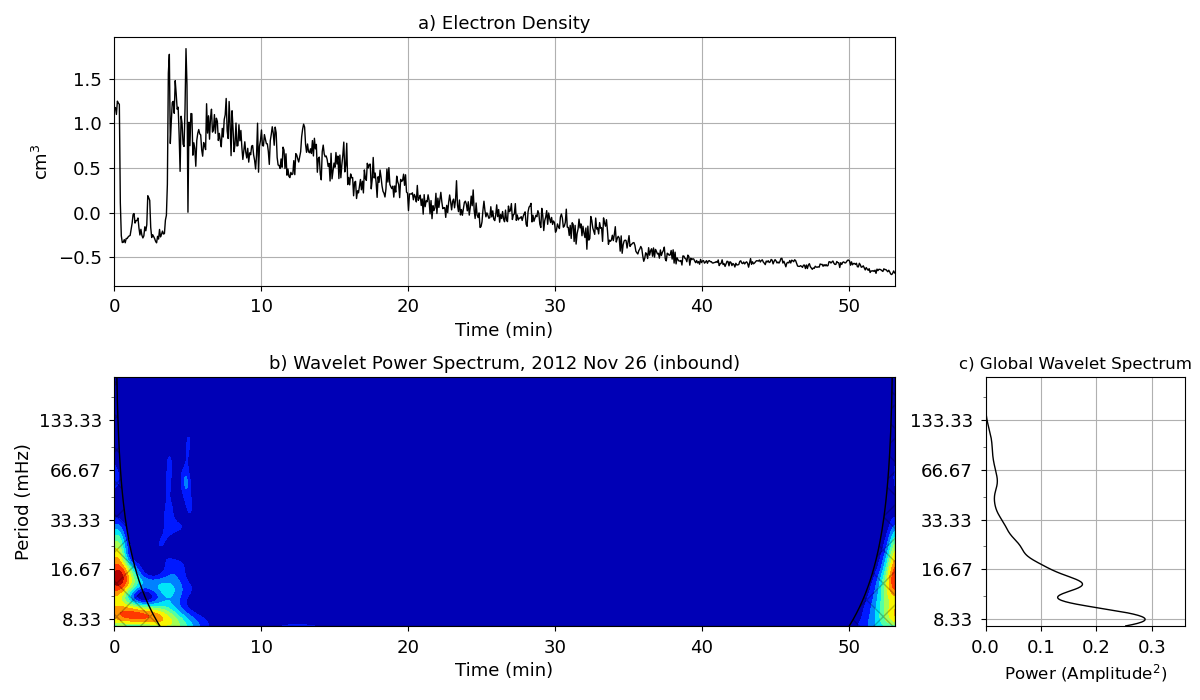 a) Electron Density
cm³
1.5
1.0
0.5
0.0
−0.5
0 10 20 30 40 50
Time (min)
b) Wavelet Power Spectrum, 2012 Nov 26 (inbound)
Period (mHz)
133.33
66.67
33.33
16.67
8.33
0 10 20 30 40 50
Time (min)
c) Global Wavelet Spectrum
133.33
66.67
33.33
16.67
8.33
0.0 0.1 0.2 0.3
Power (Amplitude²)